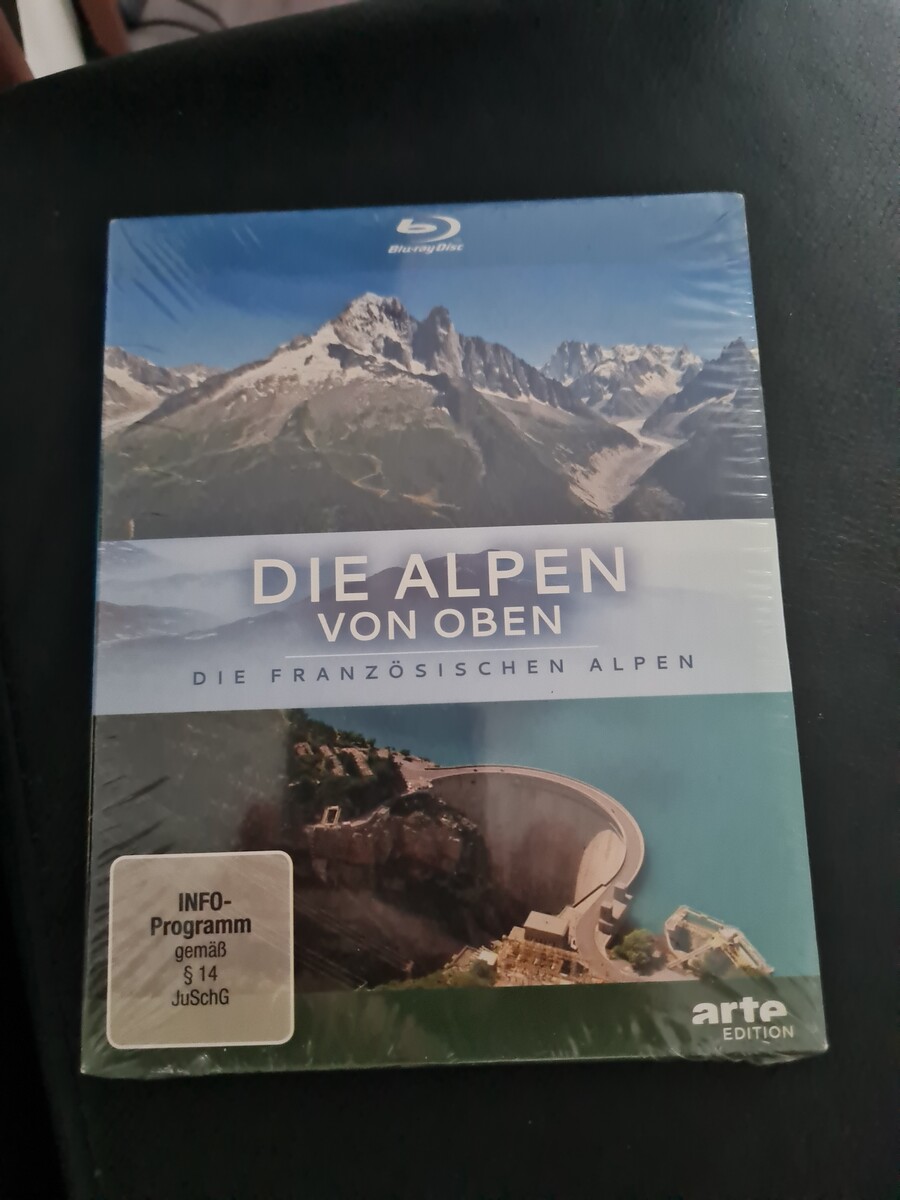 Blu-ray Disc
DIE ALPEN
VON OBEN
DIE FRANZÖSISCHEN ALPEN
INFO-
Programm
gemäß
§ 14
JuSchG
arte
EDITION